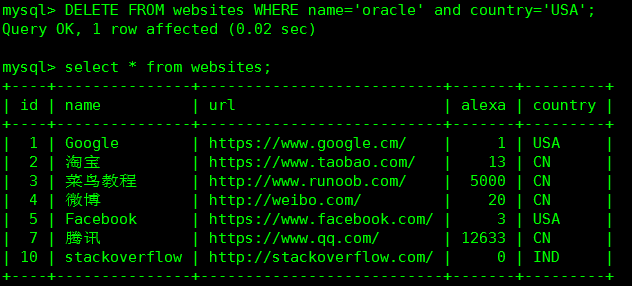 mysql> DELETE FROM websites WHERE name='oracle' and country='USA';
Query OK, 1 row affected (0.02 sec)
mysql> select * from websites;
+----+---------------+---------------------------+-------+---------+
| id | name          | url                       | alexa | country |
+----+---------------+---------------------------+-------+---------+
|  1 | Google        | https://www.google.cm/    |     1 | USA     |
|  2 | 淘宝          | https://www.taobao.com/   |    13 | CN      |
|  3 | 菜鸟教程      | http://www.runoob.com/    |  5000 | CN      |
|  4 | 微博          | http://weibo.com/         |    20 | CN      |
|  5 | Facebook      | https://www.facebook.com/ |     3 | USA     |
|  7 | 腾讯          | https://www.qq.com/       | 12633 | CN      |
| 10 | stackoverflow | http://stackoverflow.com/ |     0 | IND     |
+----+---------------+---------------------------+-------+---------+